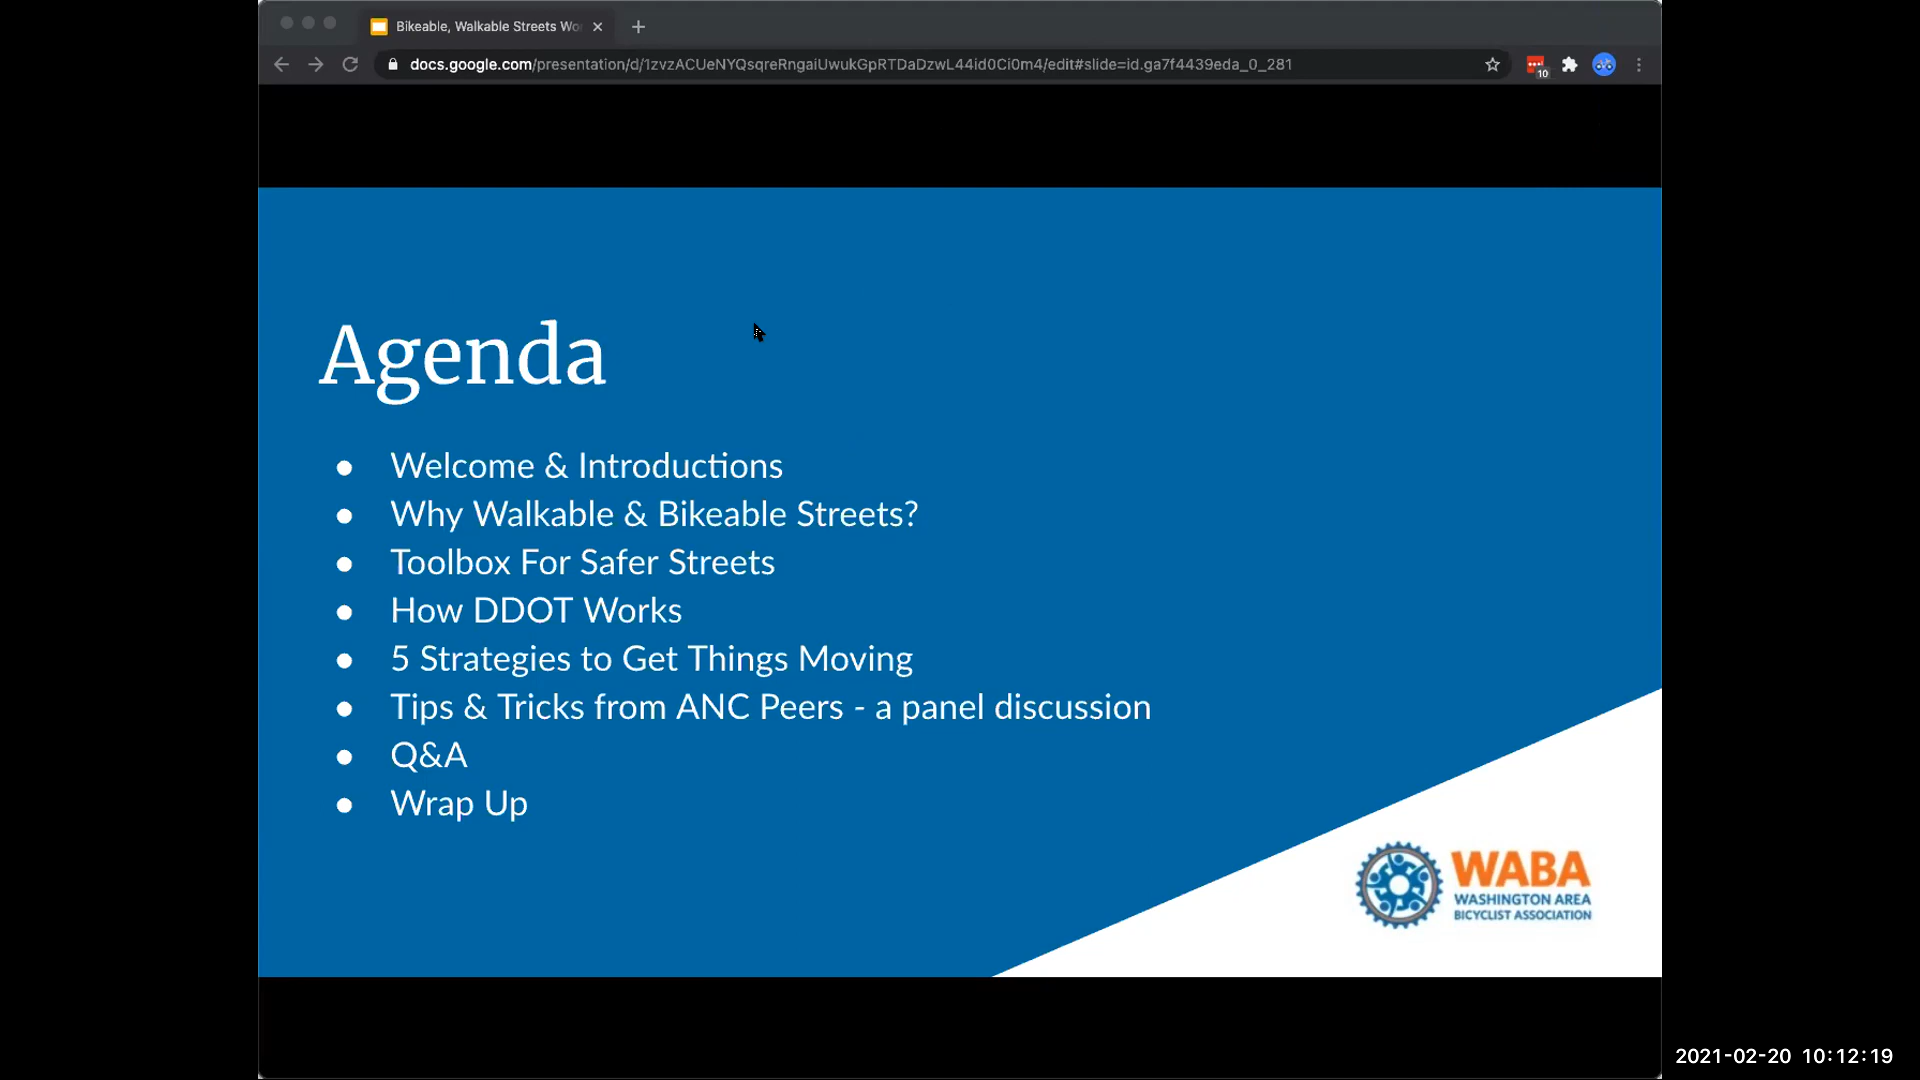 Bikeable, Walkable Streets Wo
docs.google.com/presentation/d/1zvzACUeNYQsqreRngaiUwukGpRTDaDzwL44id0Ci0m4/edit#slide=id.ga7f4439eda_0_281
10
Agenda
● Welcome & Introductions
● Why Walkable & Bikeable Streets?
● Toolbox For Safer Streets
● How DDOT Works
● 5 Strategies to Get Things Moving
● Tips & Tricks from ANC Peers - a panel discussion
● Q&A
● Wrap Up
WABA
WASHINGTON AREA
BICYCLIST ASSOCIATION
2021-02-20 10:12:19